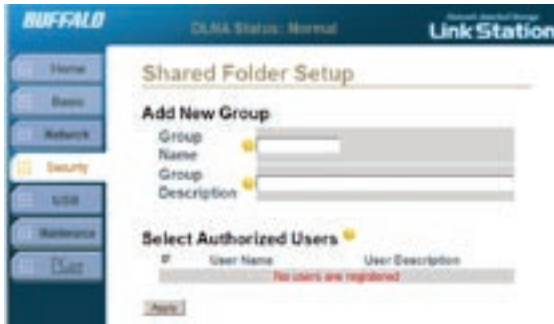 BUFFALO
DLNA Status: Normal
Link Station
Home
Basic
Network
Security
USB
Maintenance
Shared Folder Setup
Add New Group
Group Name
Group Description
Select Authorized Users
User Name User Description
No users are registered
Apply